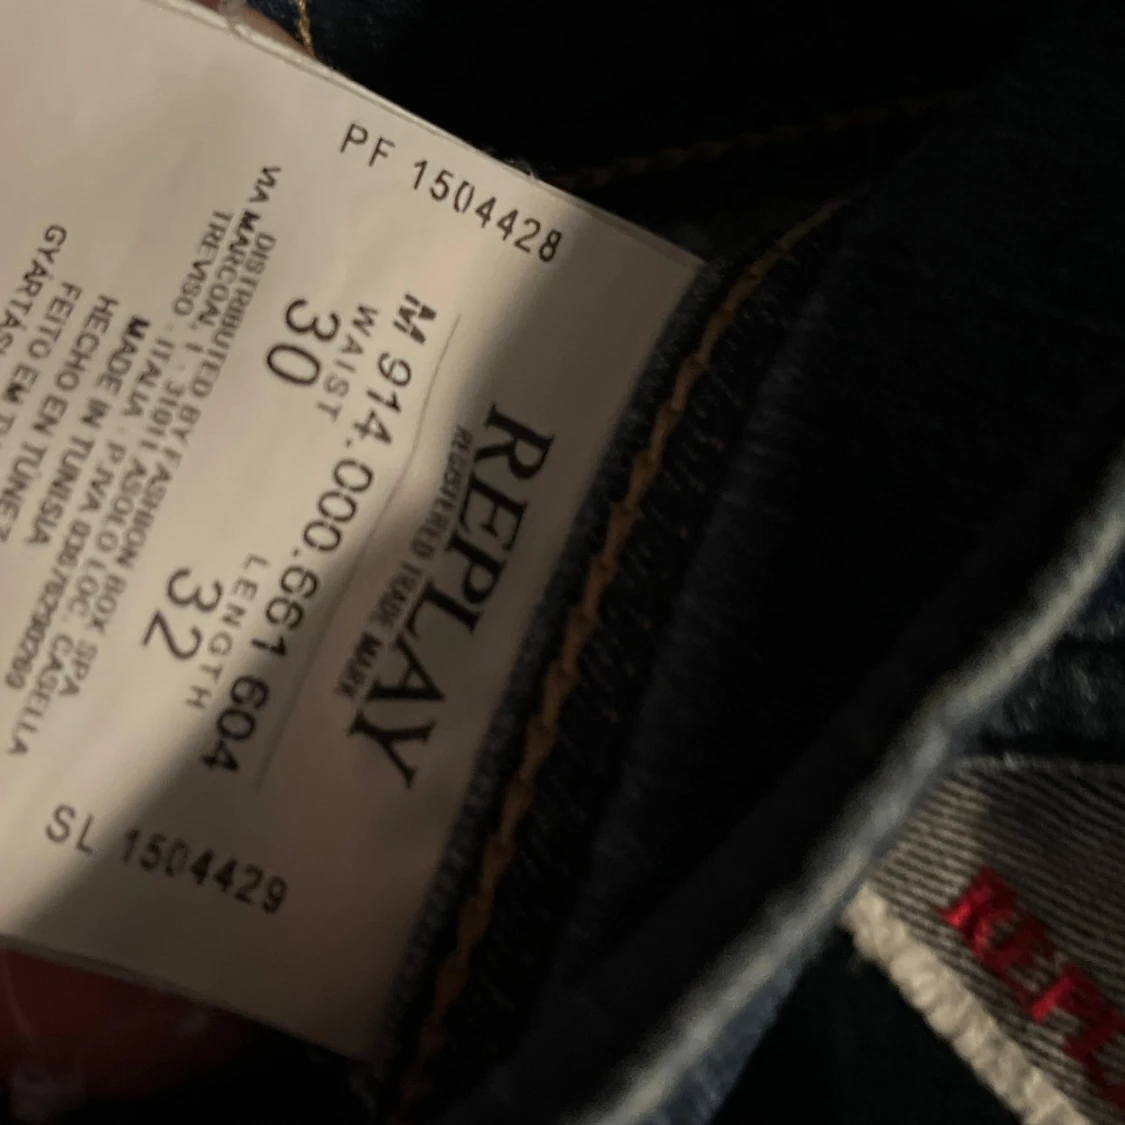 PF 1504428
REPLAY
REGISTERED TRADE MARK
M 914.000.661 604
WAIST LENGTH
30 32
DISTRIBUTED BY FASHION BOX SPA
VIA MARCONI, 1 - 31011 ASOLO LOC. CASELLA
TREVISO - ITALIA - P.IVA
MADE IN TUNISIA
HECHO EN TUNEZ
FEITO EM
SL 1504429
REPL